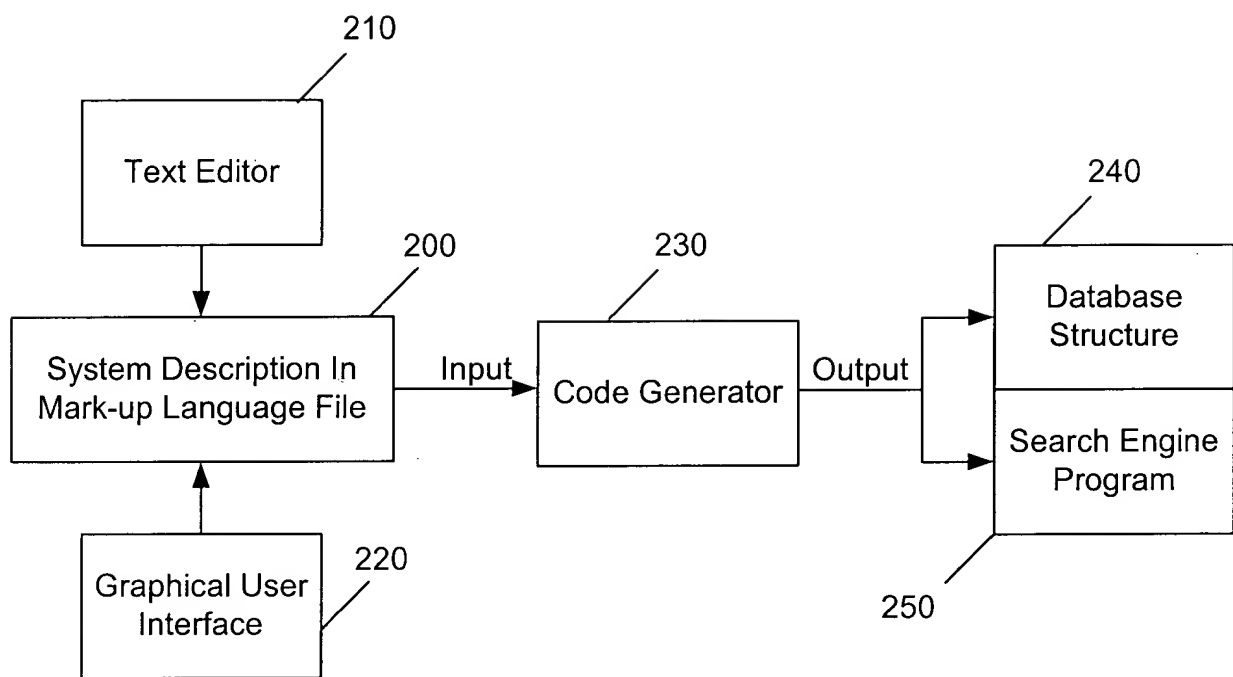 210
Text Editor
240
200
230
Database
Structure
System Description In
Mark-up Language File
Input
Code Generator
Output
Search Engine
Program
Graphical User
Interface
220
250